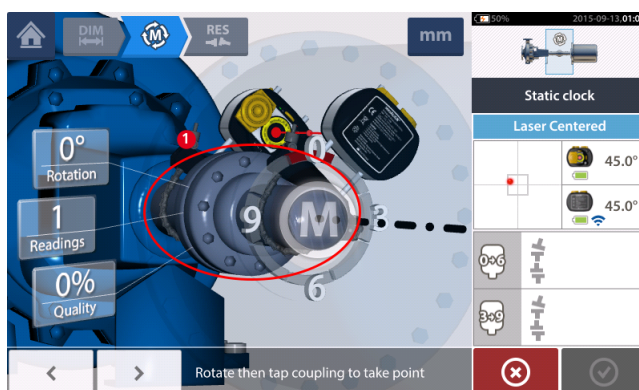 DIM
M
RES
mm
50%
2015-09-13,01:0
Static clock
Laser Centered
45.0°
45.0°
1
0
0°
Rotation
9
M
3
1
Readings
6
0%
Quality
0➔6
3➔9
Rotate then tap coupling to take point